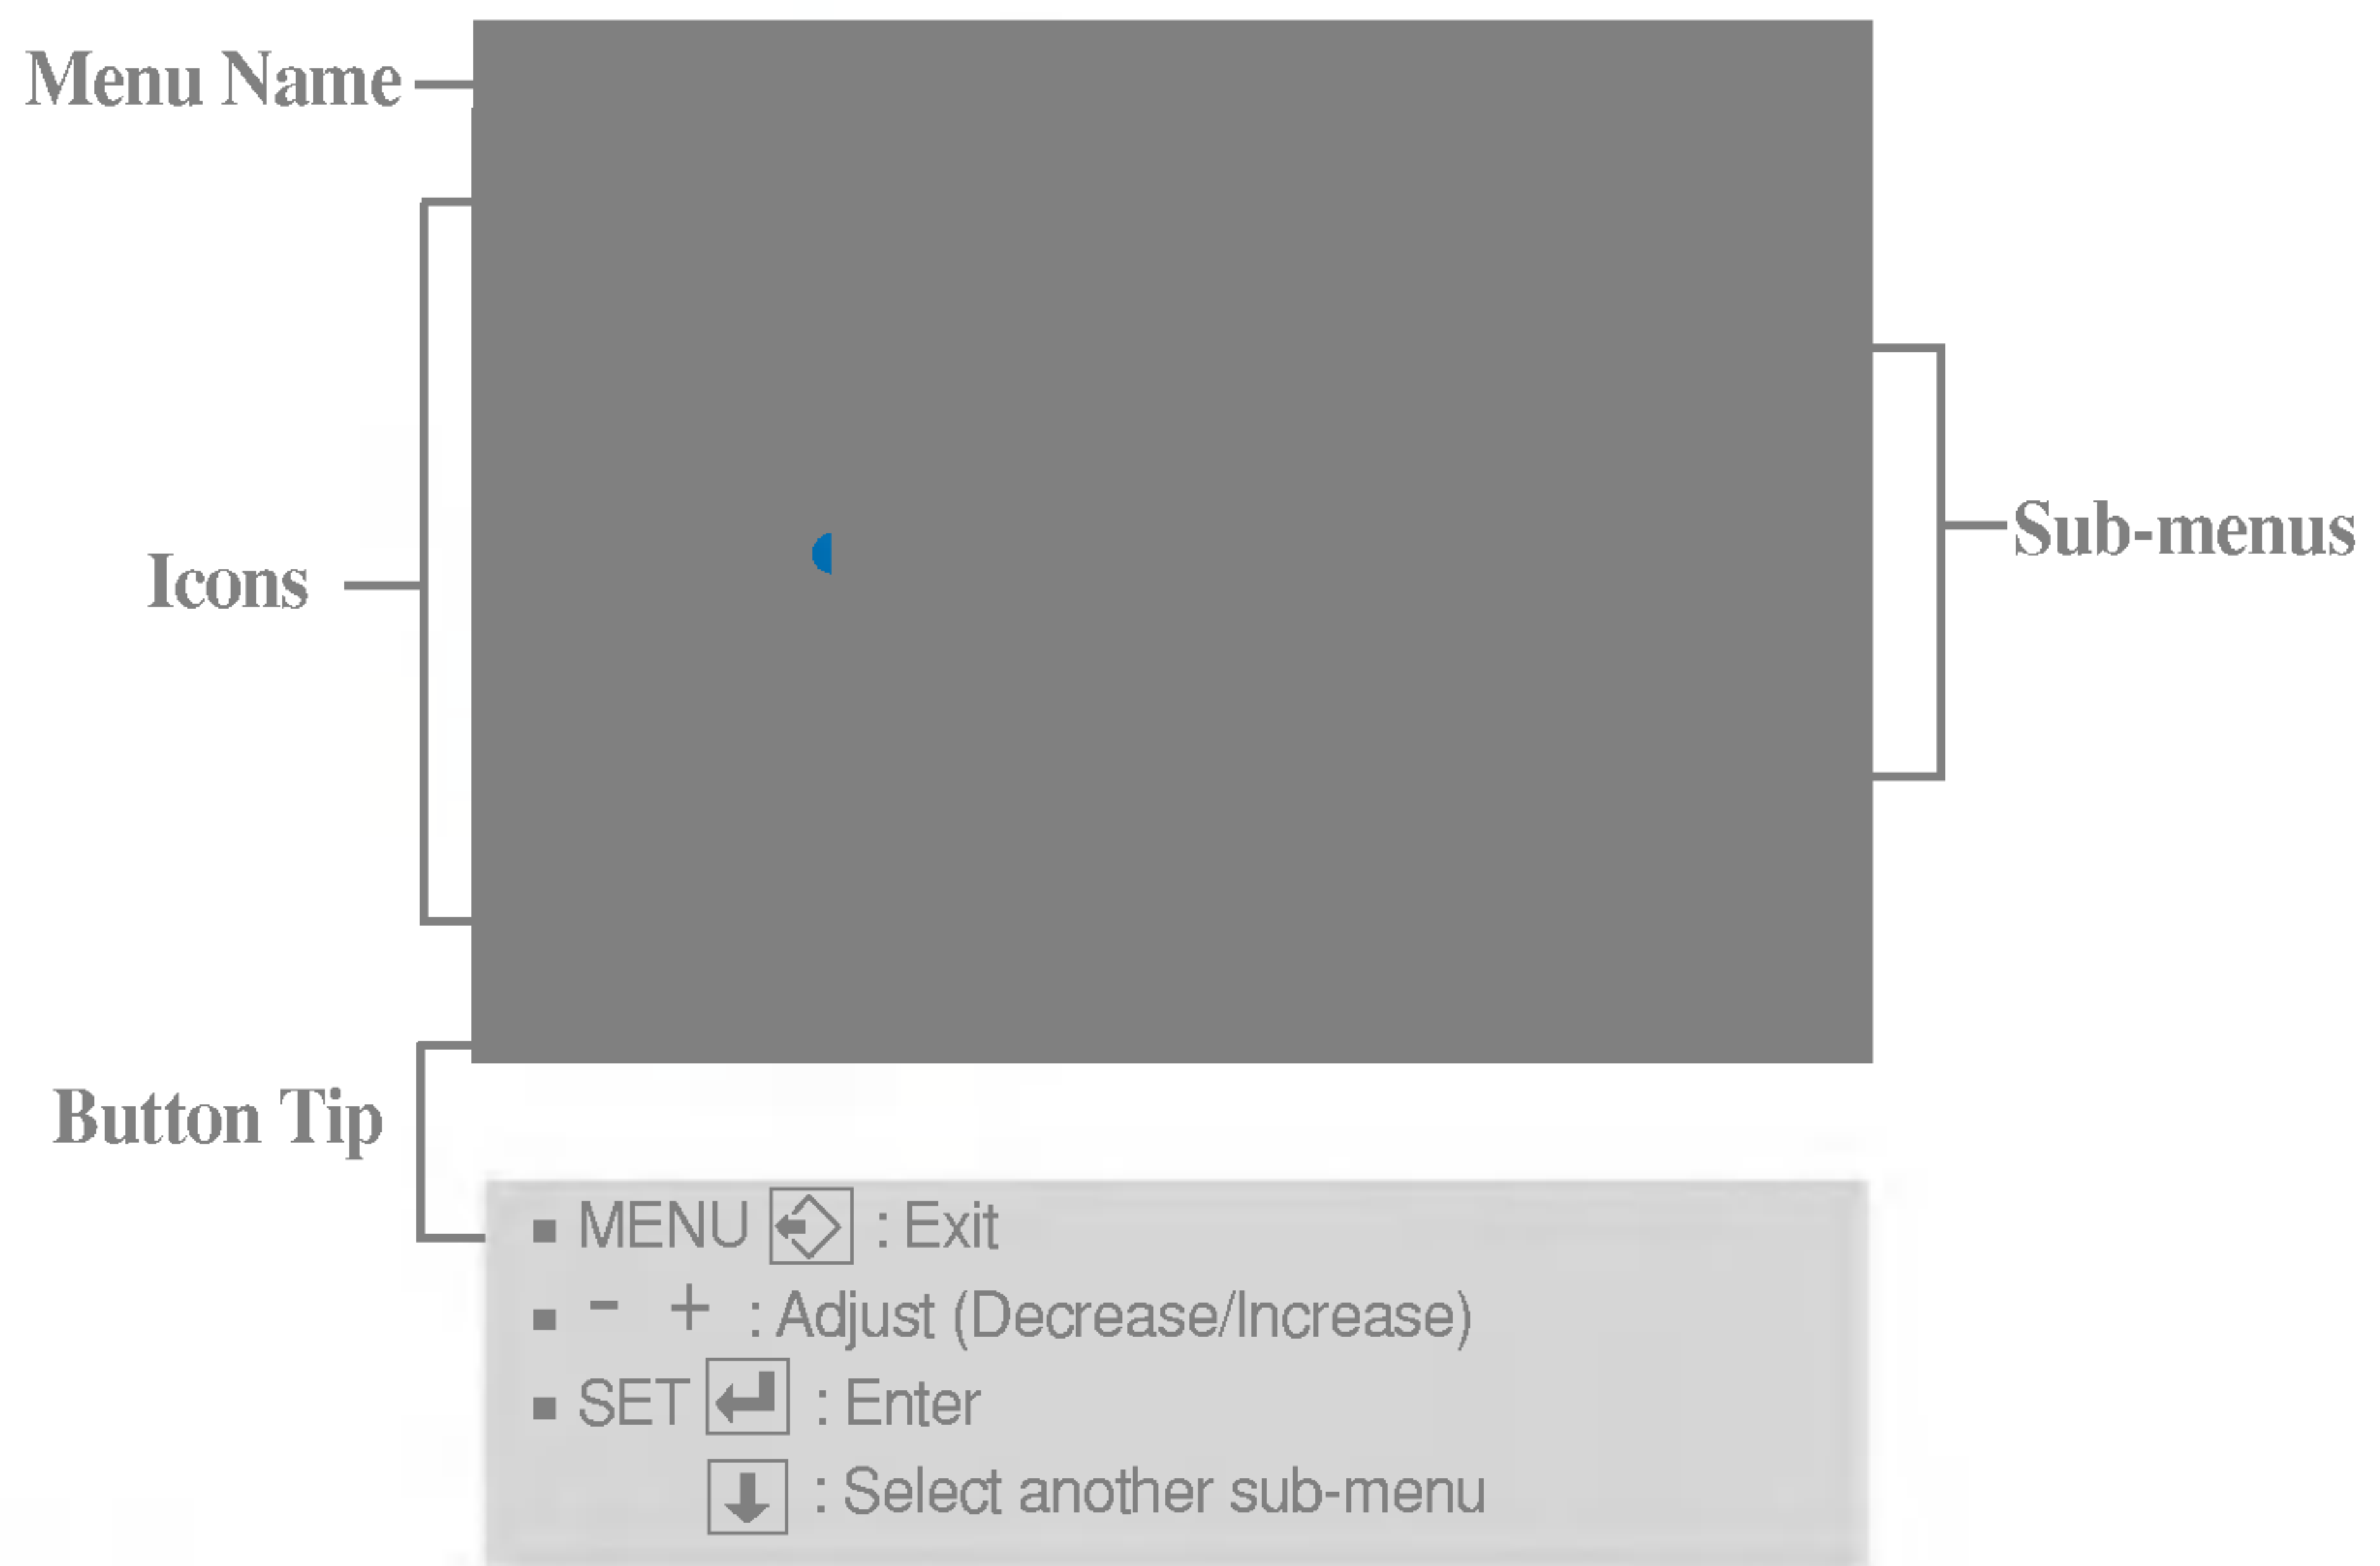 Menu Name
Icons
Sub-menus
Button Tip
■ MENU : Exit
■ - + : Adjust (Decrease/Increase)
■ SET : Enter
: Select another sub-menu